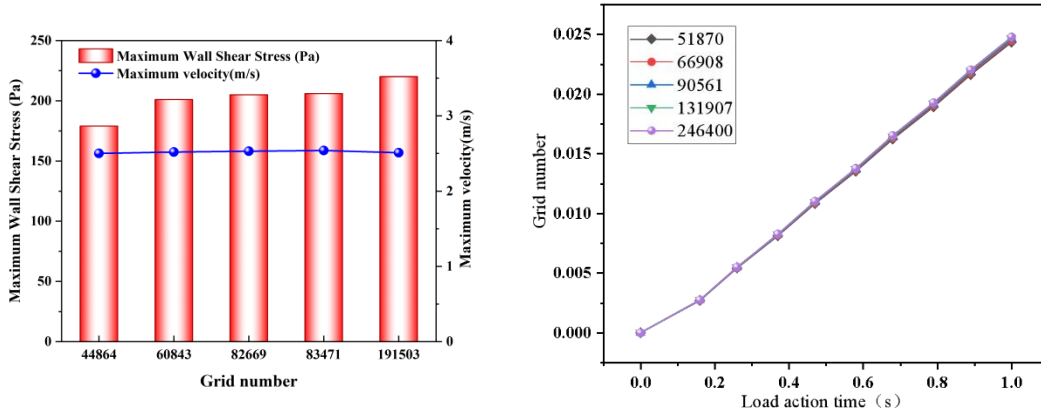 Maximum Wall Shear Stress (Pa)
250
200
150
100
50
0
Maximum Wall Shear Stress (Pa)
Maximum velocity(m/s)
4
3
2
1
0
Maximum velocity(m/s)
44864 60843 82669 83471 191503
Grid number
Grid number
0.025
0.020
0.015
0.010
0.005
0.000
51870
66908
90561
131907
246400
0.0 0.2 0.4 0.6 0.8 1.0
Load action time（s）